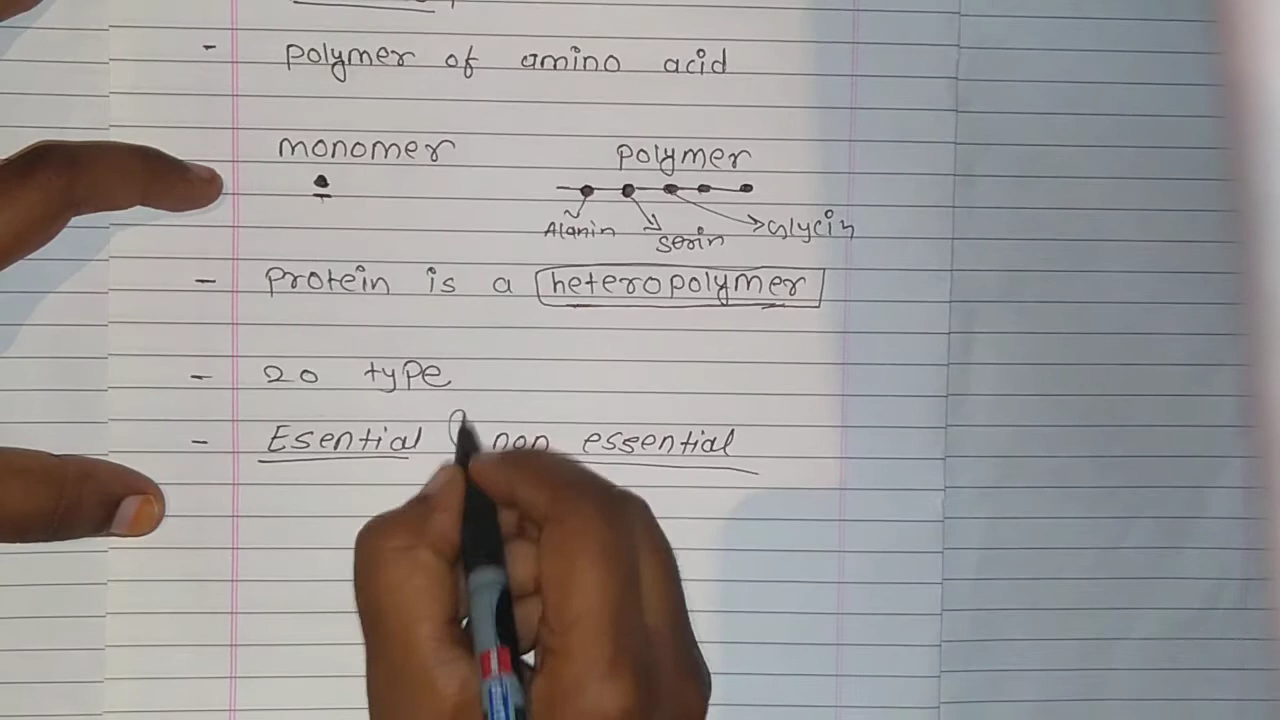 - polymer of amino acid
monomer polymer
Alanin serin Glycin
- protein is a heteropolymer
- 20 type
- Esential non essential